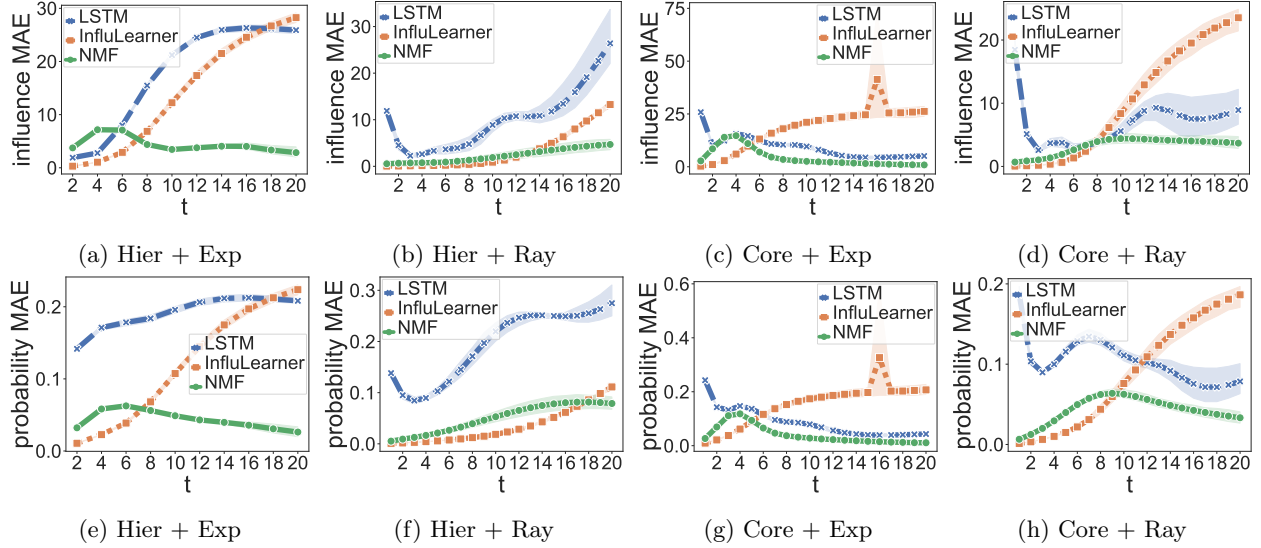 influence MAE
30
20
10
0
LSTM
InfluLearner
NMF
2 4 6 8 10 12 14 16 18 20
t
(a) Hier + Exp
influence MAE
30
20
10
0
LSTM
InfluLearner
NMF
2 4 6 8 10 12 14 16 18 20
t
(b) Hier + Ray
influence MAE
75
50
25
0
LSTM
InfluLearner
NMF
2 4 6 8 10 12 14 16 18 20
t
(c) Core + Exp
influence MAE
20
10
0
LSTM
InfluLearner
NMF
2 4 6 8 10 12 14 16 18 20
t
(d) Core + Ray
probability MAE
0.2
0.1
0.0
LSTM
InfluLearner
NMF
2 4 6 8 10 12 14 16 18 20
t
(e) Hier + Exp
probability MAE
0.3
0.2
0.1
0.0
LSTM
InfluLearner
NMF
2 4 6 8 10 12 14 16 18 20
t
(f) Hier + Ray
probability MAE
0.6
0.4
0.2
0.0
LSTM
InfluLearner
NMF
2 4 6 8 10 12 14 16 18 20
t
(g) Core + Exp
probability MAE
0.2
0.1
0.0
LSTM
InfluLearner
NMF
2 4 6 8 10 12 14 16 18 20
t
(h) Core + Ray